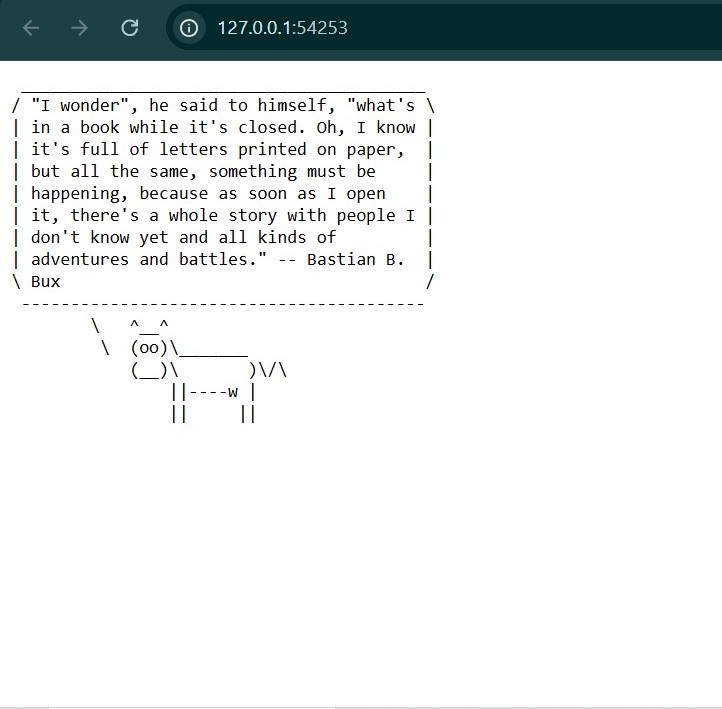 127.0.0.1:54253
 _________________________________________
/ "I wonder", he said to himself, "what's \
| in a book while it's closed. Oh, I know |
| it's full of letters printed on paper,  |
| but all the same, something must be     |
| happening, because as soon as I open    |
| it, there's a whole story with people I |
| don't know yet and all kinds of         |
| adventures and battles." -- Bastian B.  |
\ Bux                                     /
 -----------------------------------------
        \   ^__^
         \  (oo)\_______
            (__)\       )\/\
                ||----w |
                ||     ||